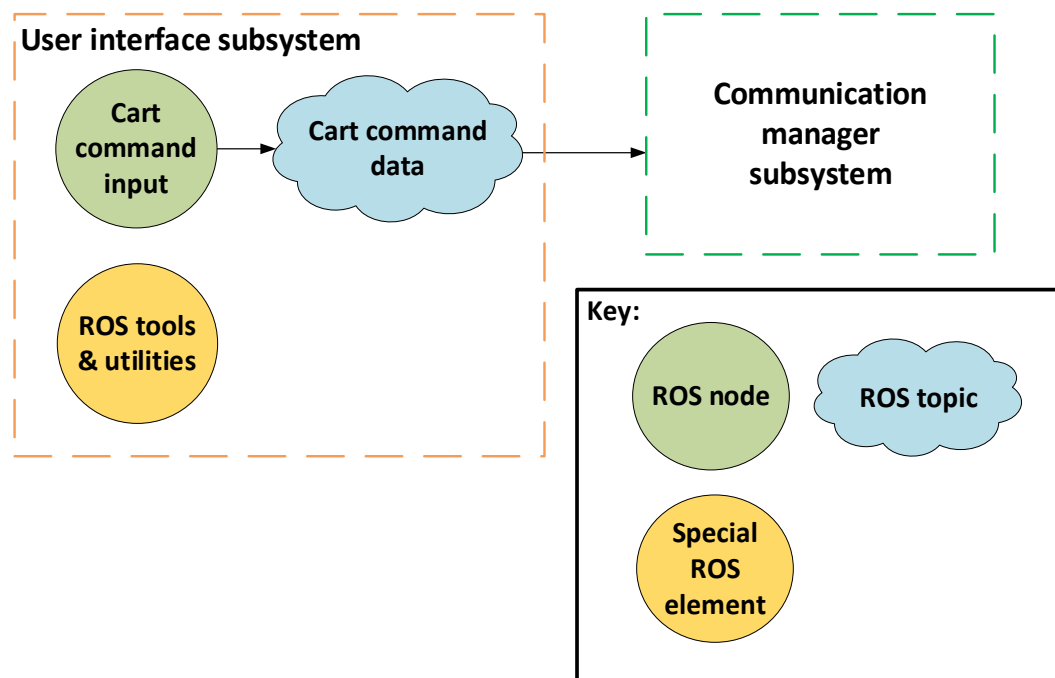 User interface subsystem
Cart
command
input
Cart command
data
Communication
manager
subsystem
ROS tools
& utilities
Key:
ROS node
ROS topic
Special
ROS
element